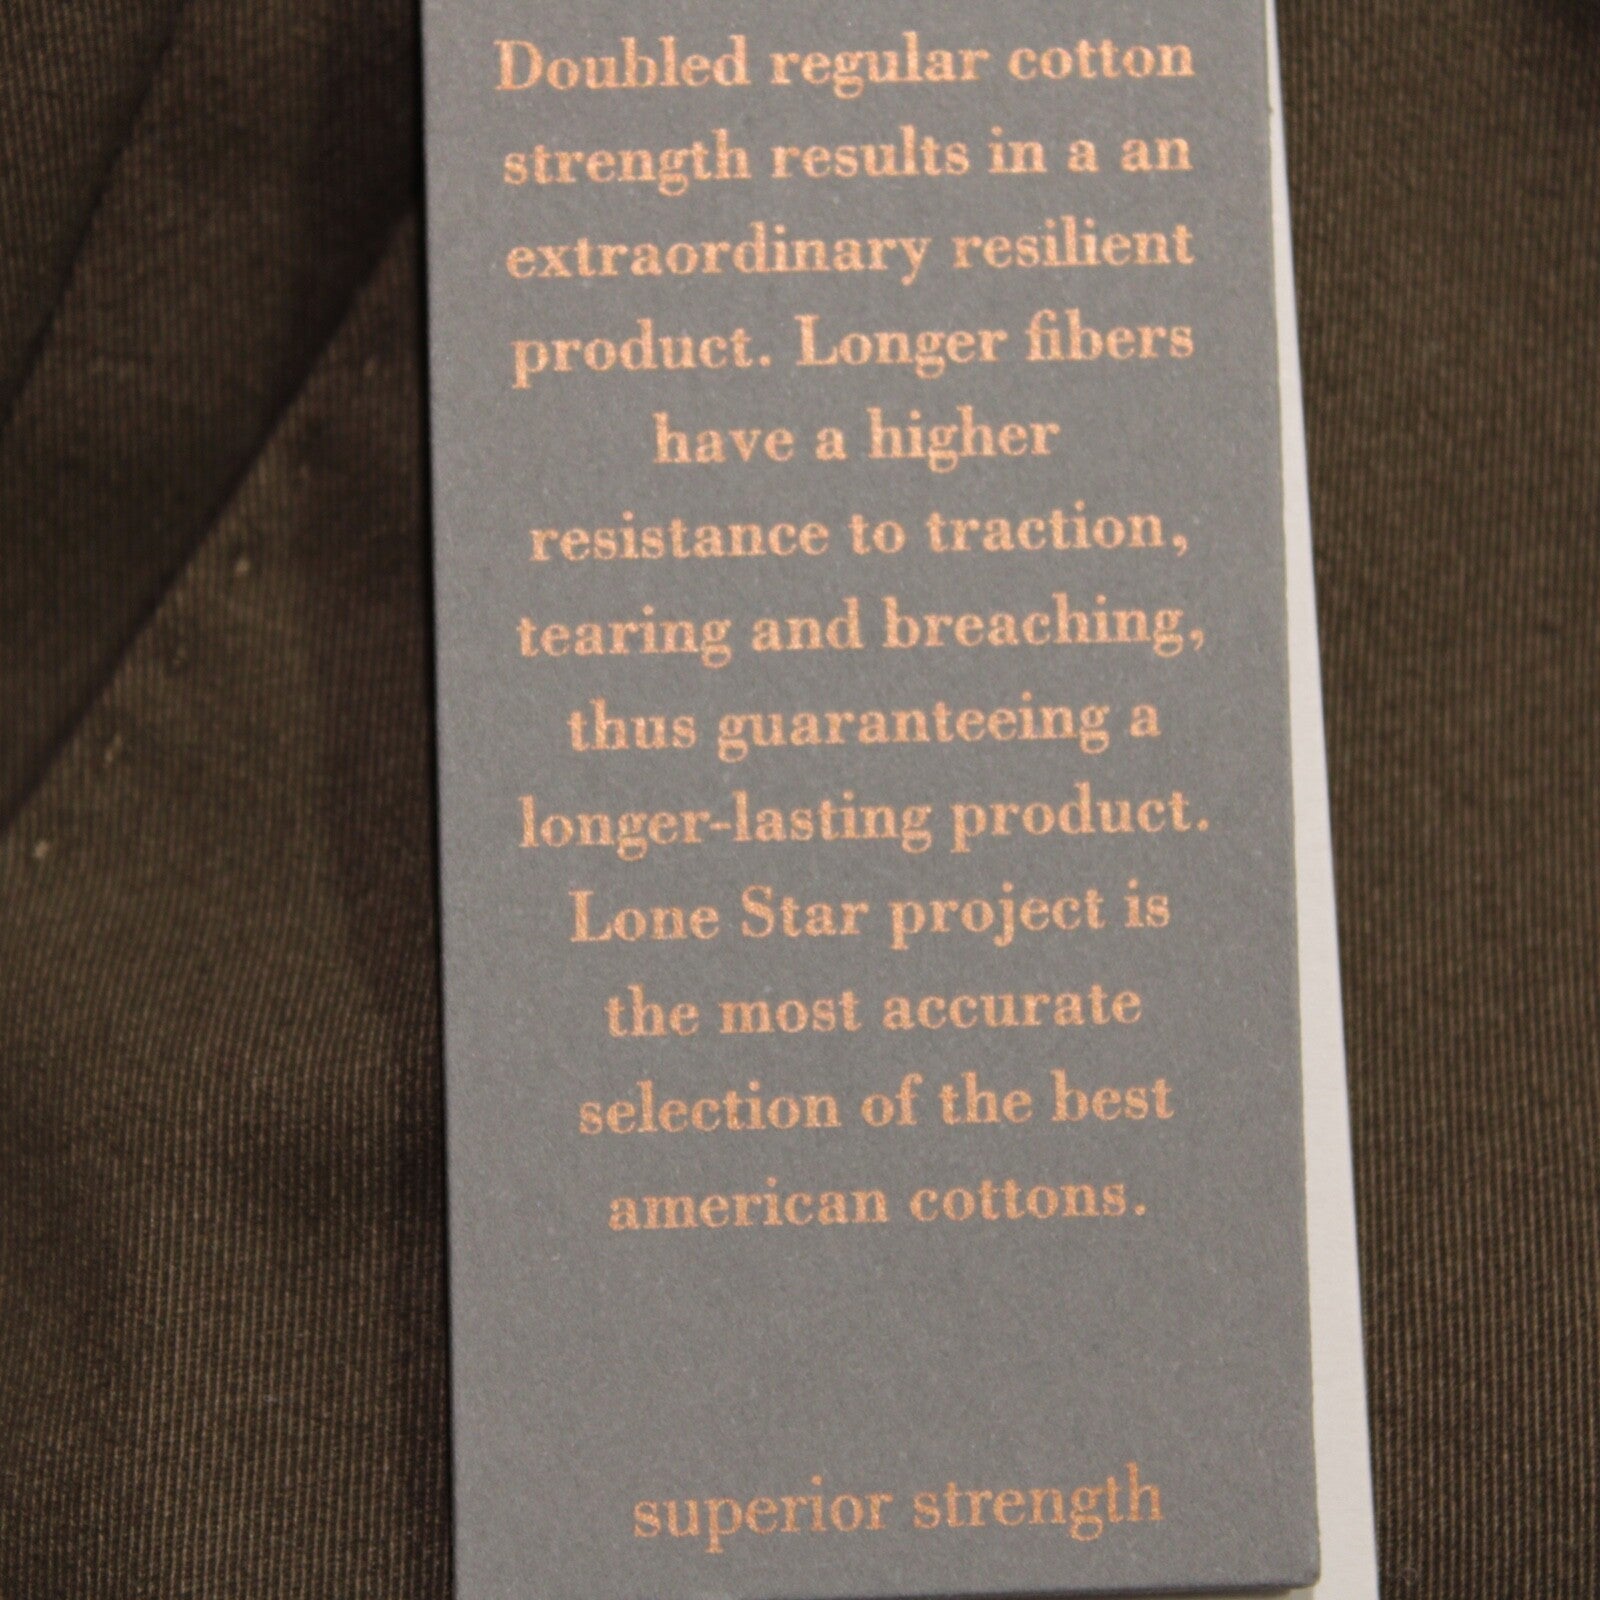 Doubled regular cotton
strength results in a an
extraordinary resilient
product. Longer fibers
have a higher
resistance to traction,
tearing and breaching,
thus guaranteeing a
longer-lasting product.
Lone Star project is
the most accurate
selection of the best
american cottons.
superior strength